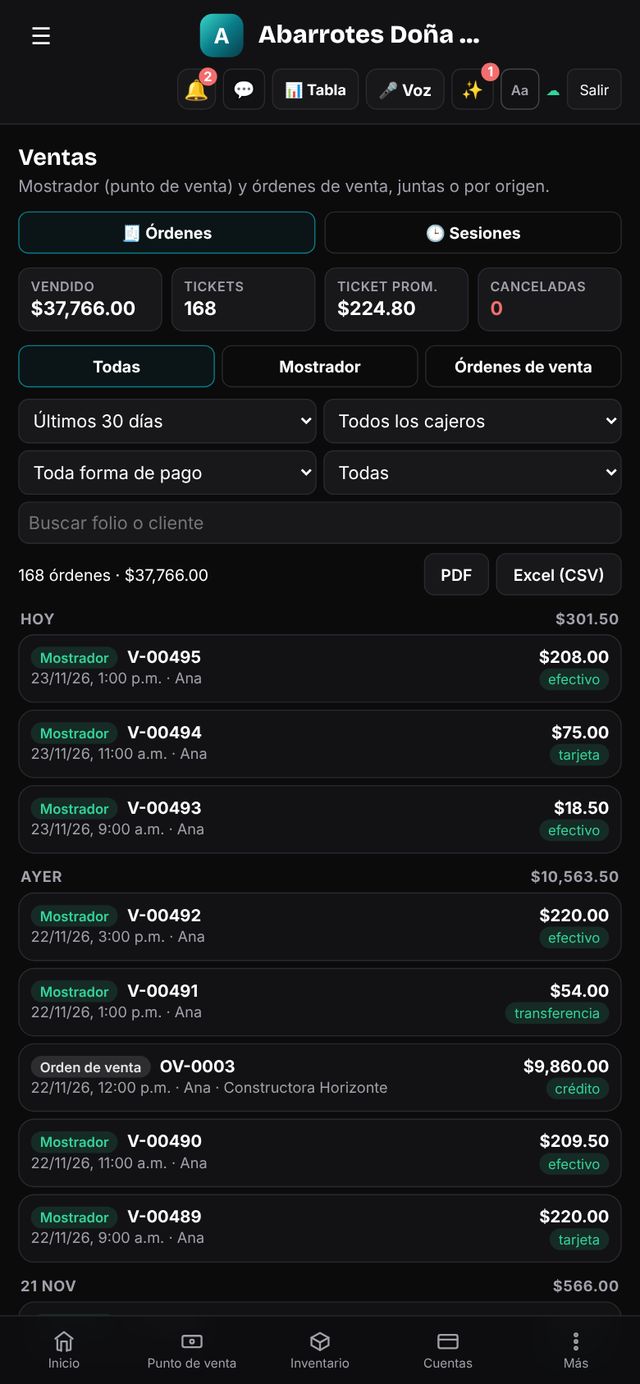 ☰ A Abarrotes Doña ...
🔔 2 💬 📊 Tabla 🎤 Voz ✨ 1 Aa ☁ Salir
Ventas
Mostrador (punto de venta) y órdenes de venta, juntas o por origen.
🧾 Órdenes 🕒 Sesiones
VENDIDO TICKETS TICKET PROM. CANCELADAS
$37,766.00 168 $224.80 0
Todas Mostrador Órdenes de venta
Últimos 30 días Todos los cajeros
Toda forma de pago Todas
Buscar folio o cliente
168 órdenes · $37,766.00 PDF Excel (CSV)
HOY $301.50
Mostrador V-00495 $208.00
23/11/26, 1:00 p.m. · Ana efectivo
Mostrador V-00494 $75.00
23/11/26, 11:00 a.m. · Ana tarjeta
Mostrador V-00493 $18.50
23/11/26, 9:00 a.m. · Ana efectivo
AYER $10,563.50
Mostrador V-00492 $220.00
22/11/26, 3:00 p.m. · Ana efectivo
Mostrador V-00491 $54.00
22/11/26, 1:00 p.m. · Ana transferencia
Orden de venta OV-0003 $9,860.00
22/11/26, 12:00 p.m. · Ana · Constructora Horizonte crédito
Mostrador V-00490 $209.50
22/11/26, 11:00 a.m. · Ana efectivo
Mostrador V-00489 $220.00
22/11/26, 9:00 a.m. · Ana tarjeta
21 NOV $566.00
Inicio Punto de venta Inventario Cuentas Más